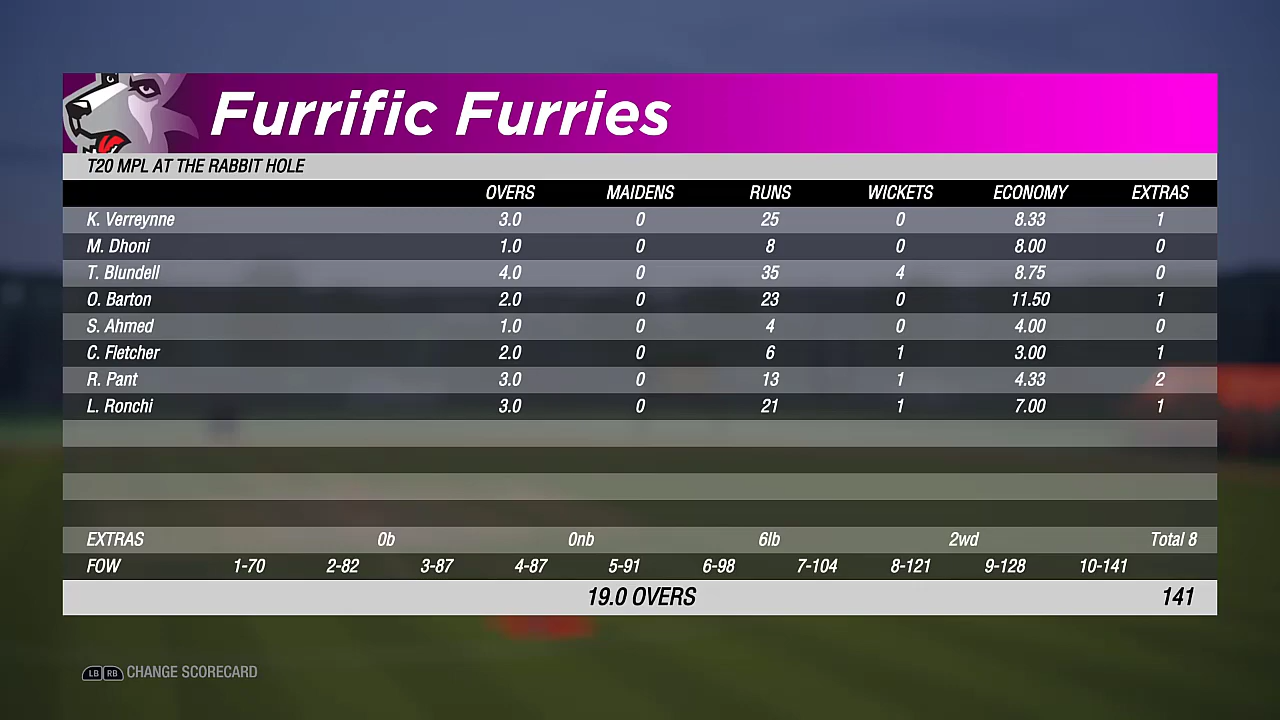 Furrific Furries
T20 MPL AT THE RABBIT HOLE
OVERS MAIDENS RUNS WICKETS ECONOMY EXTRAS
K. Verreynne 3.0 0 25 0 8.33 1
M. Dhoni 1.0 0 8 0 8.00 0
T. Blundell 4.0 0 35 4 8.75 0
O. Barton 2.0 0 23 0 11.50 1
S. Ahmed 1.0 0 4 0 4.00 0
C. Fletcher 2.0 0 6 1 3.00 1
R. Pant 3.0 0 13 1 4.33 2
L. Ronchi 3.0 0 21 1 7.00 1
EXTRAS 0b 0nb 6lb 2wd Total 8
FOW 1-70 2-82 3-87 4-87 5-91 6-98 7-104 8-121 9-128 10-141
19.0 OVERS 141
LB RB CHANGE SCORECARD